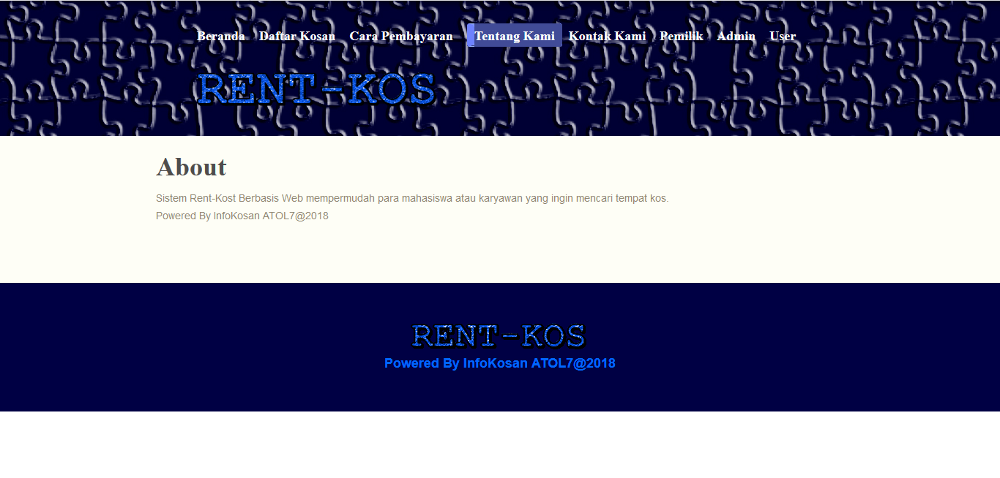 Beranda Daftar Kosan Cara Pembayaran Tentang Kami Kontak Kami Pemilik Admin User
RENT-KOS
About
Sistem Rent-Kost Berbasis Web mempermudah para mahasiswa atau karyawan yang ingin mencari tempat kos.
Powered By InfoKosan ATOL7@2018
RENT-KOS
Powered By InfoKosan ATOL7@2018